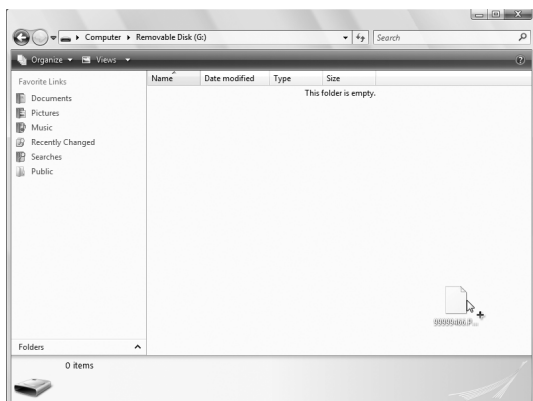 Computer ▸ Removable Disk (G:)
Search
Organize Views
Favorite Links
Documents
Pictures
Music
Recently Changed
Searches
Public
Name Date modified Type Size
This folder is empty.
99999466.P...
Folders
0 items